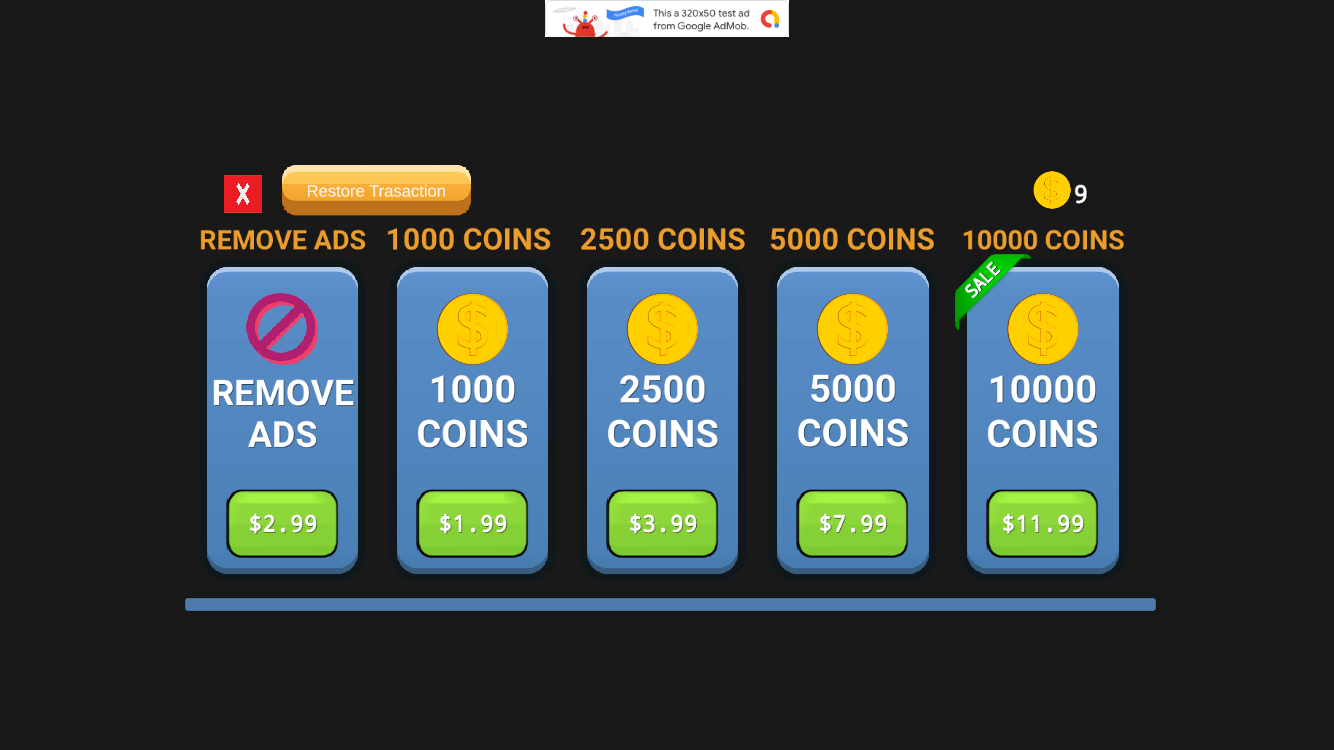 This a 320x50 test ad
from Google AdMob.
X
Restore Trasaction
9
REMOVE ADS
1000 COINS
2500 COINS
5000 COINS
10000 COINS
REMOVE
ADS
$2.99
1000
COINS
$1.99
2500
COINS
$3.99
5000
COINS
$7.99
SALE
10000
COINS
$11.99